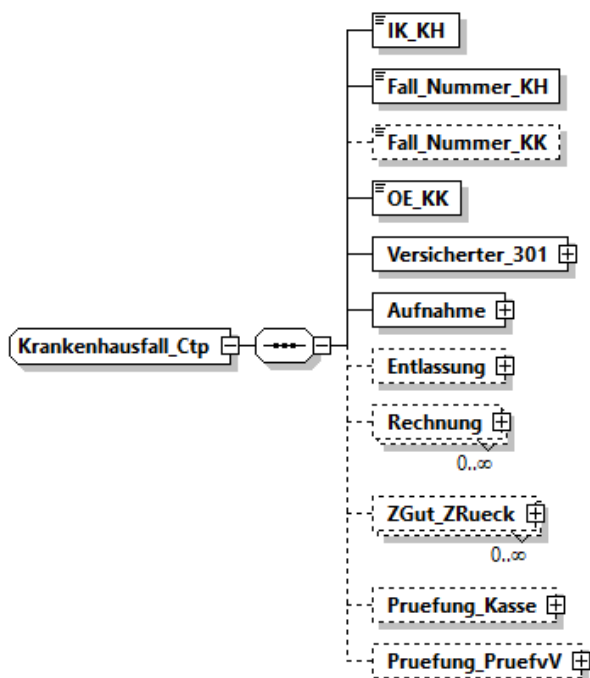 IK_KH
Fall_Nummer_KH
Fall_Nummer_KK
OE_KK
Versicherter_301
Aufnahme
Krankenhausfall_Ctp
Entlassung
Rechnung
0..∞
ZGut_ZRueck
0..∞
Pruefung_Kasse
Pruefung_PruefvV